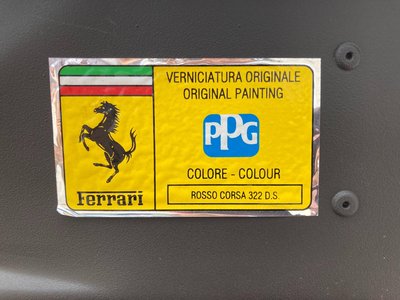 VERNICIATURA ORIGINALE
ORIGINAL PAINTING
PPG
COLORE - COLOUR
ROSSO CORSA 322 D.S.
Ferrari